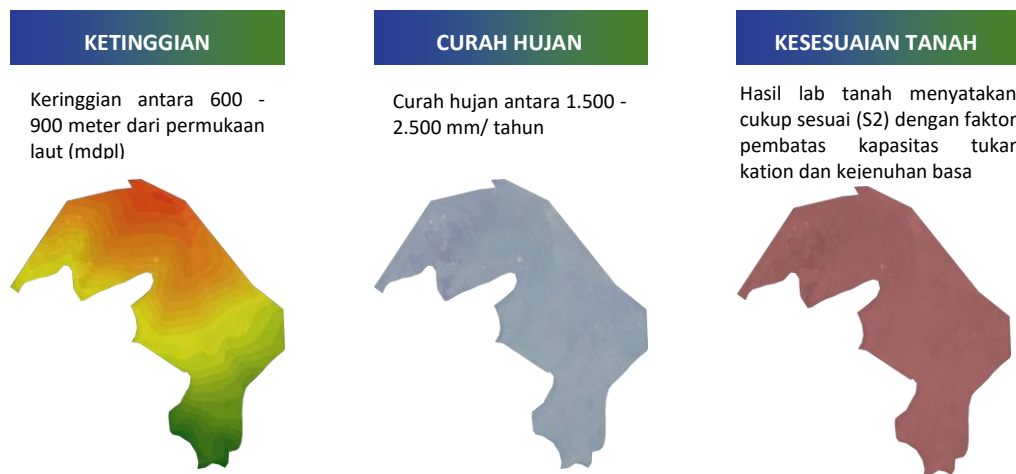 KETINGGIAN
Keringgian antara 600 -
900 meter dari permukaan
laut (mdpl)
CURAH HUJAN
Curah hujan antara 1.500 -
2.500 mm/ tahun
KESESUAIAN TANAH
Hasil lab tanah menyatakan
cukup sesuai (S2) dengan faktor
pembatas kapasitas tukar
kation dan kejenuhan basa